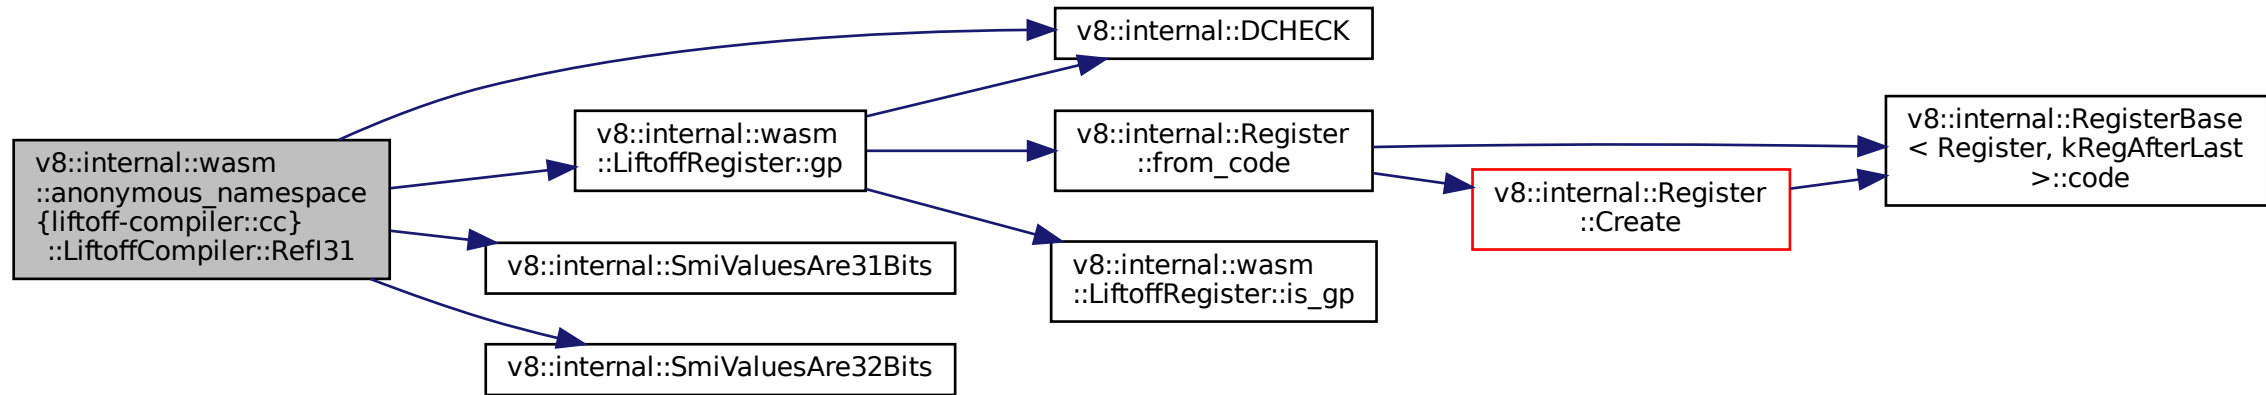 v8::internal::wasm
::anonymous_namespace
{liftoff-compiler::cc}
::LiftoffCompiler::RefI31
v8::internal::DCHECK
v8::internal::wasm
::LiftoffRegister::gp
v8::internal::SmiValuesAre31Bits
v8::internal::SmiValuesAre32Bits
v8::internal::Register
::from_code
v8::internal::wasm
::LiftoffRegister::is_gp
v8::internal::Register
::Create
v8::internal::RegisterBase
< Register, kRegAfterLast
>::code